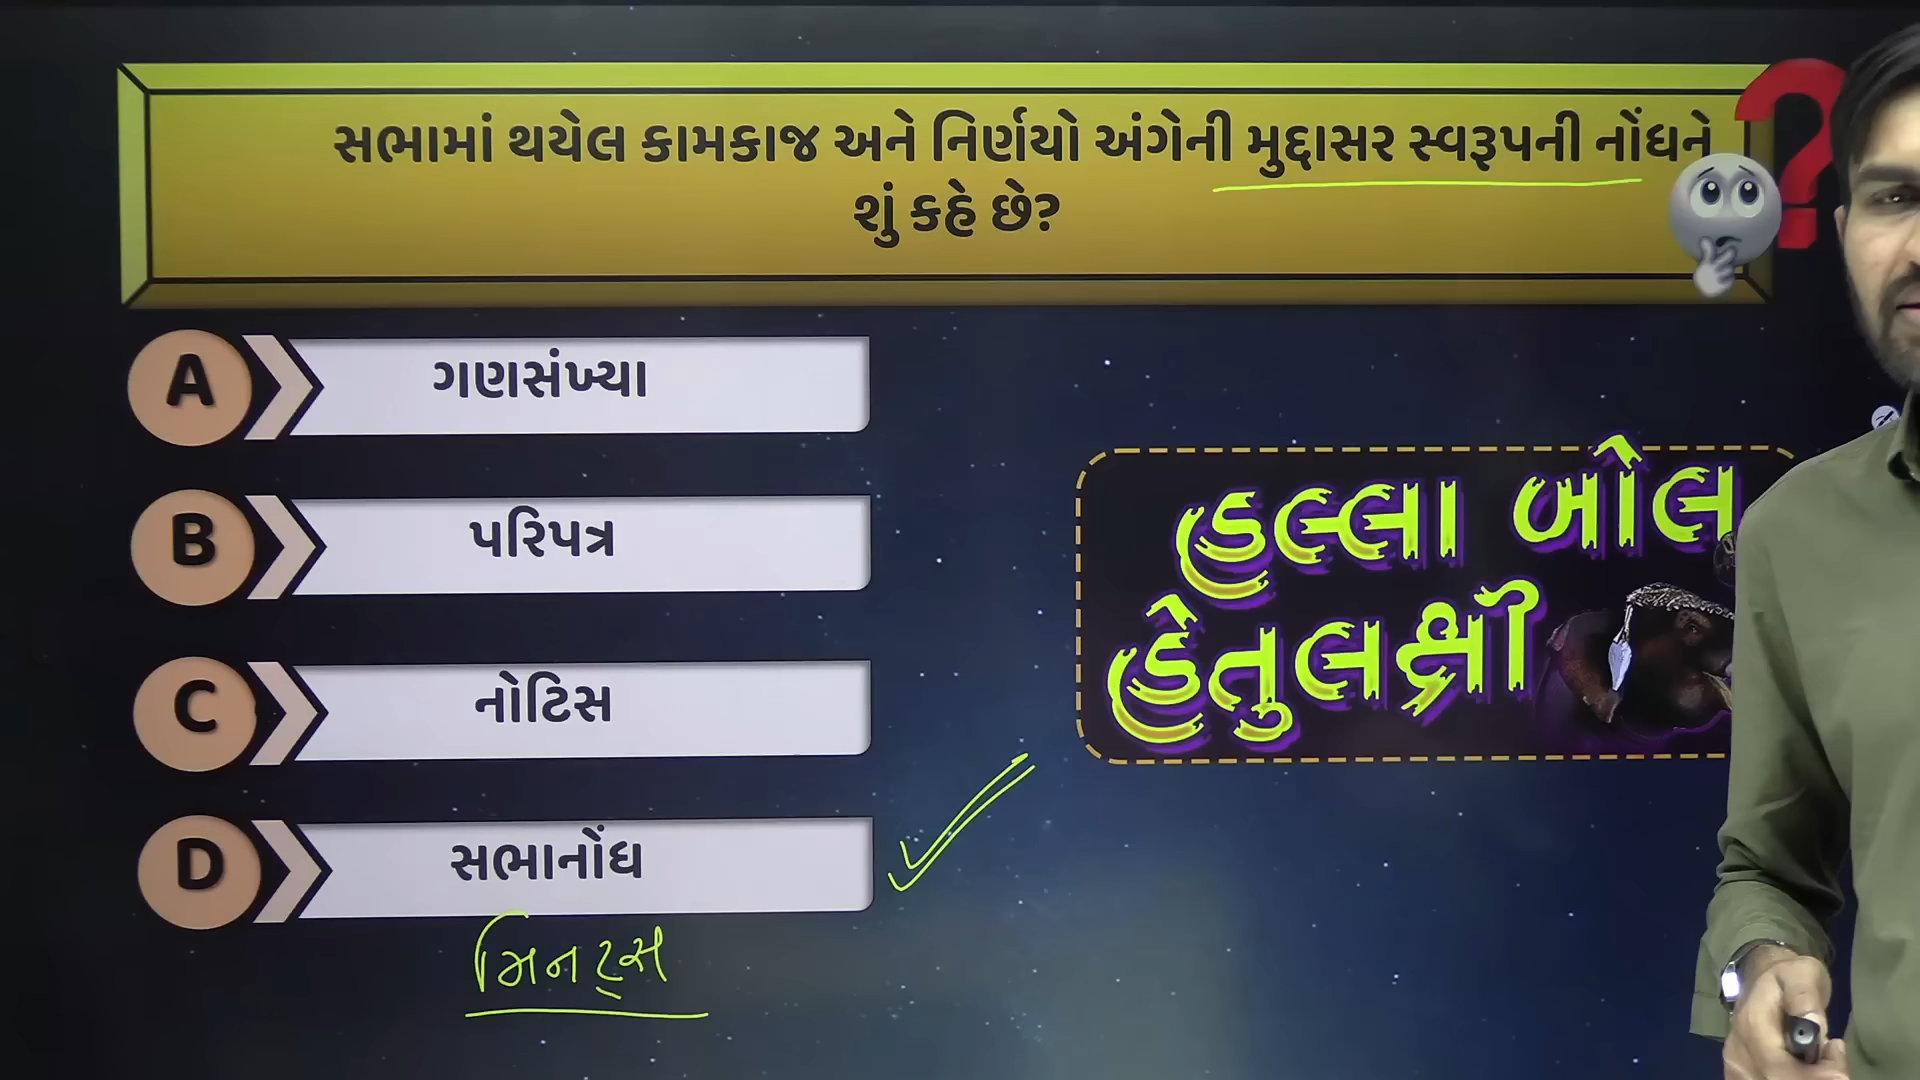 સભામાં થયેલ કામકાજ અને નિર્ણયો અંગેની મુદ્દાસર સ્વરૂપની નોંધને
શું કહે છે?
A ગણસંખ્યા
B પરિપત્ર
C નોટિસ
D સભાનોંધ
મિનટ્સ
હલ્લા બોલ
હેતુલક્ષી